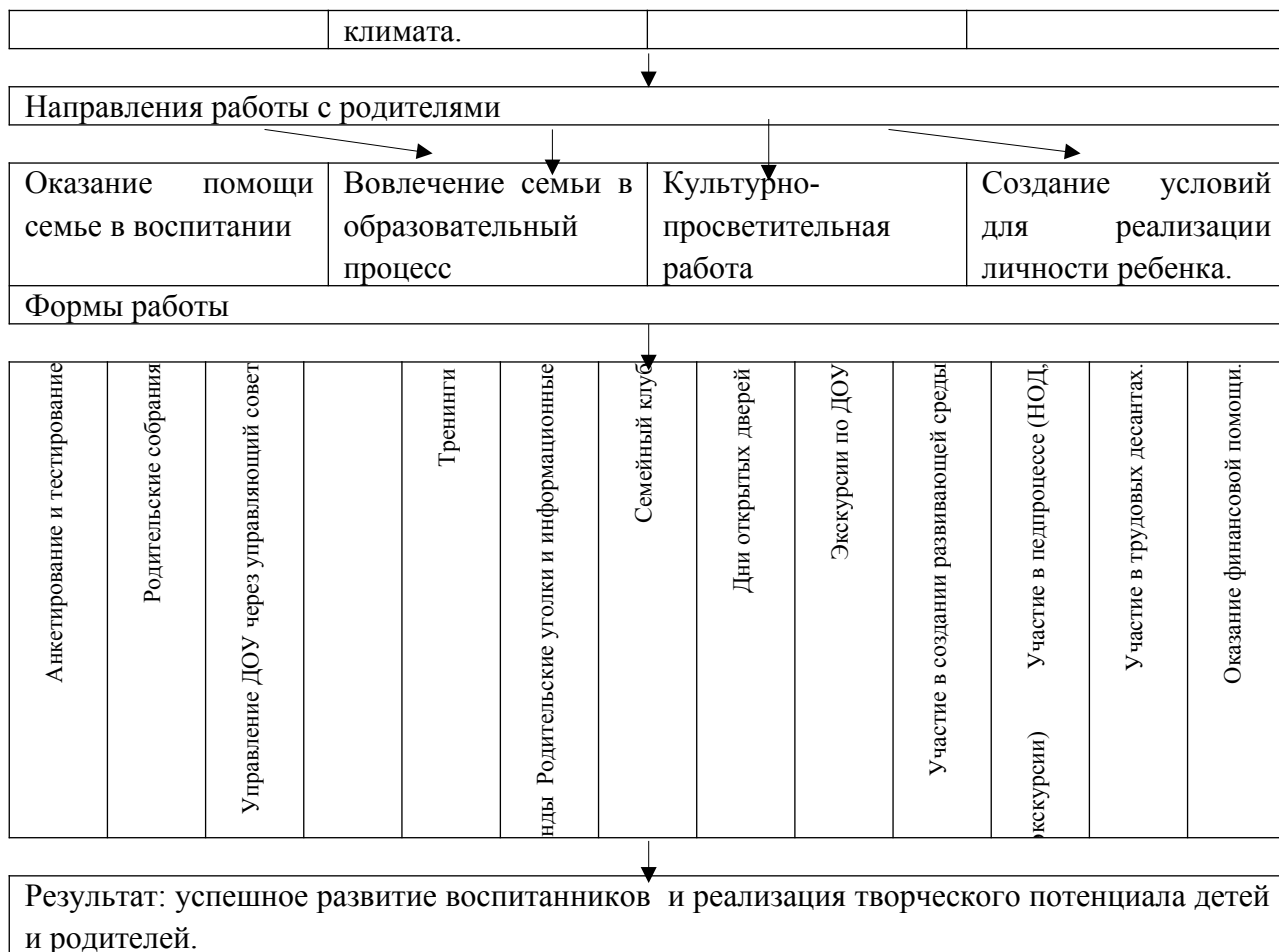 климата.
Направления работы с родителями
Оказание помощи
семье в воспитании
Вовлечение семьи в
образовательный
процесс
Культурно-
просветительная
работа
Создание условий
для реализации
личности ребенка.
Формы работы
Анкетирование и тестирование
Родительские собрания
Управление ДОУ через управляющий совет
Тренинги
Родительские уголки и информационные
Семейный клуб
Дни открытых дверей
Экскурсии по ДОУ
Участие в создании развивающей среды
Участие в педпроцессе (НОД,
Участие в трудовых десантах.
Оказание финансовой помощи.
Результат: успешное развитие воспитанников и реализация творческого потенциала детей
и родителей.